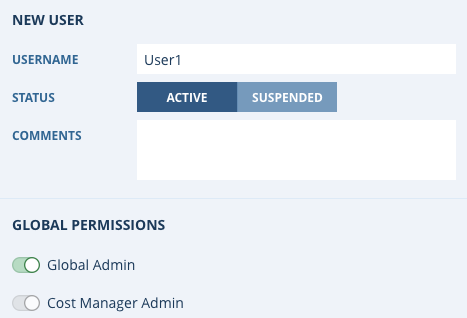 NEW USER
USERNAME User1
STATUS ACTIVE SUSPENDED
COMMENTS
GLOBAL PERMISSIONS
Global Admin
Cost Manager Admin